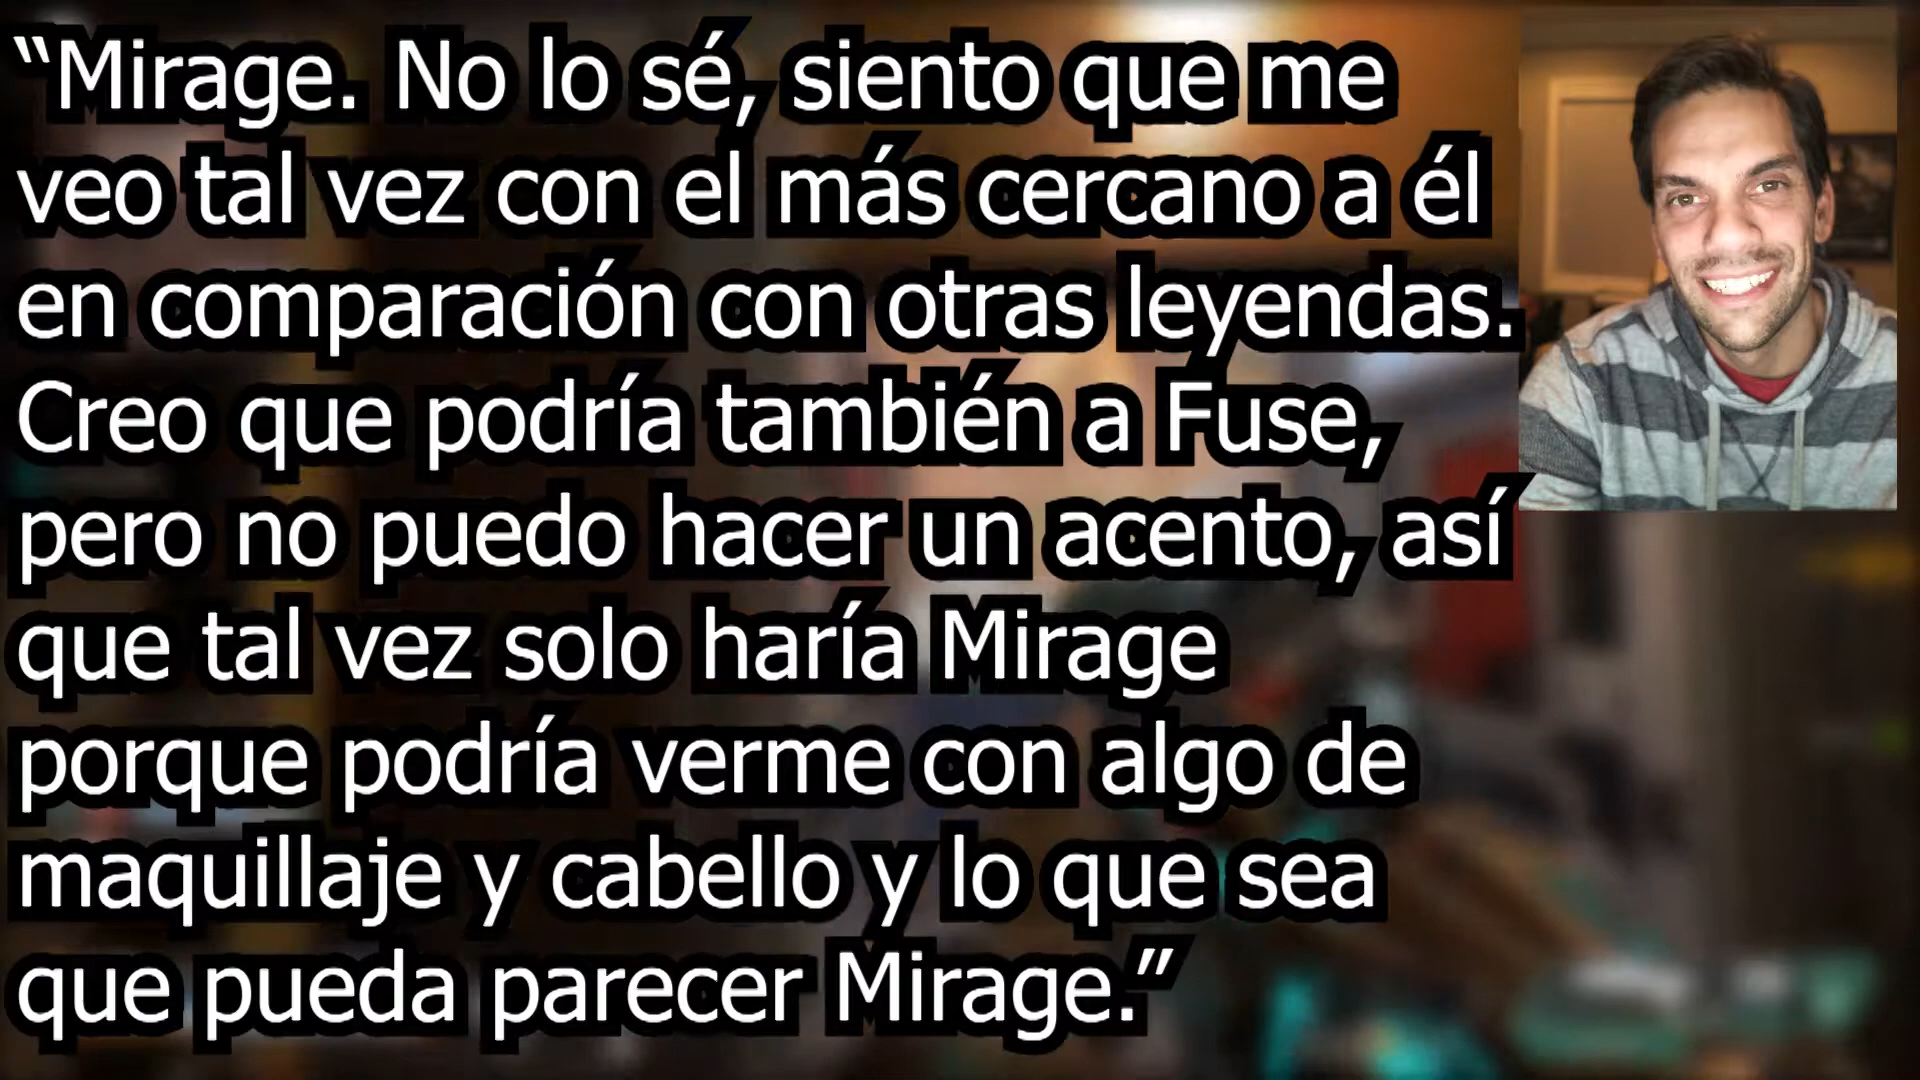 “Mirage. No lo sé, siento que me
veo tal vez con el más cercano a él
en comparación con otras leyendas.
Creo que podría también a Fuse,
pero no puedo hacer un acento, así
que tal vez solo haría Mirage
porque podría verme con algo de
maquillaje y cabello y lo que sea
que pueda parecer Mirage.”